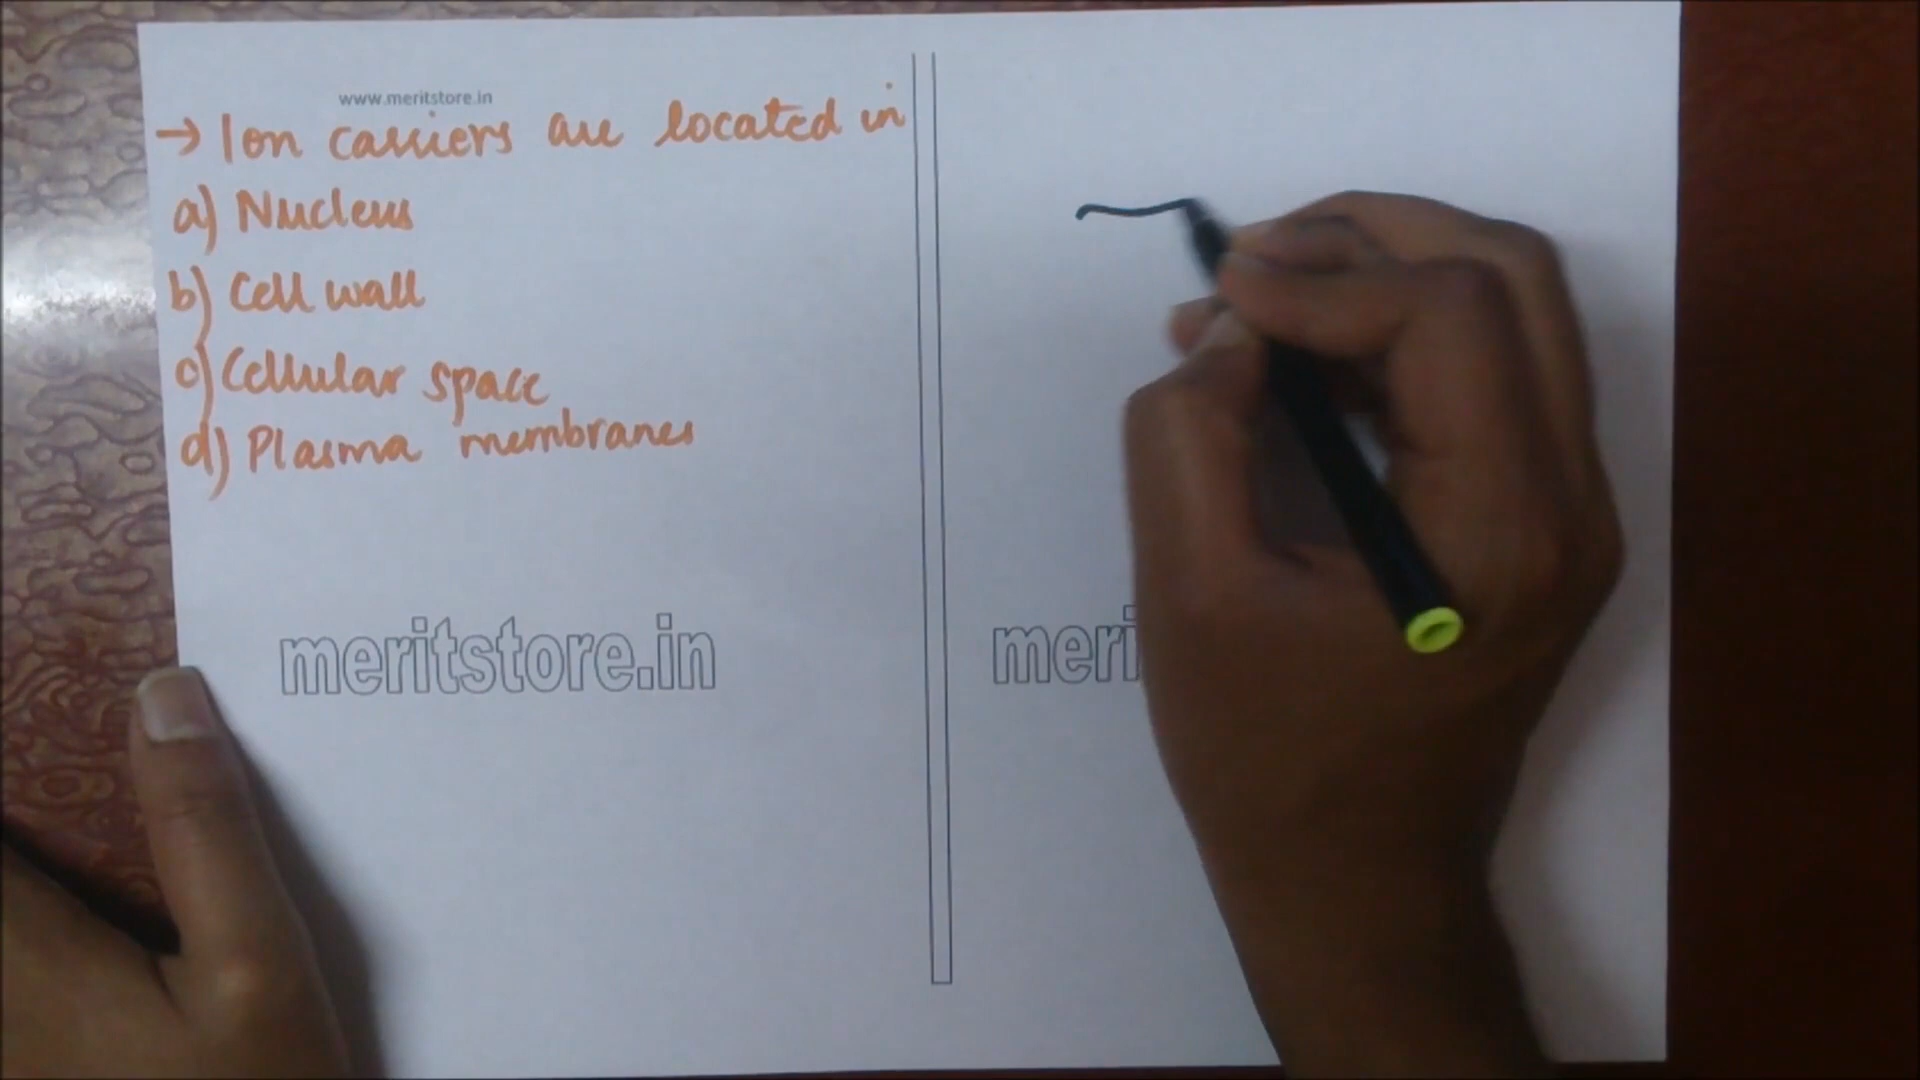 www.meritstore.in
→ Ion carriers are located in
a) Nucleus
b) Cell wall
c) Cellular space
d) Plasma membranes
meritstore.in
meri